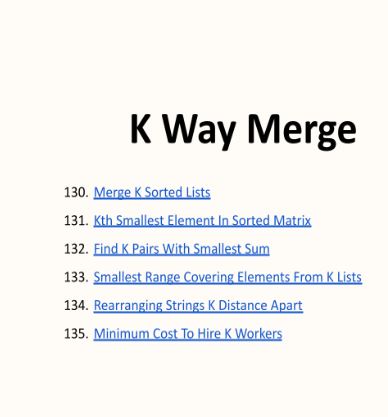 K Way Merge
130. Merge K Sorted Lists
131. Kth Smallest Element In Sorted Matrix
132. Find K Pairs With Smallest Sum
133. Smallest Range Covering Elements From K Lists
134. Rearranging Strings K Distance Apart
135. Minimum Cost To Hire K Workers